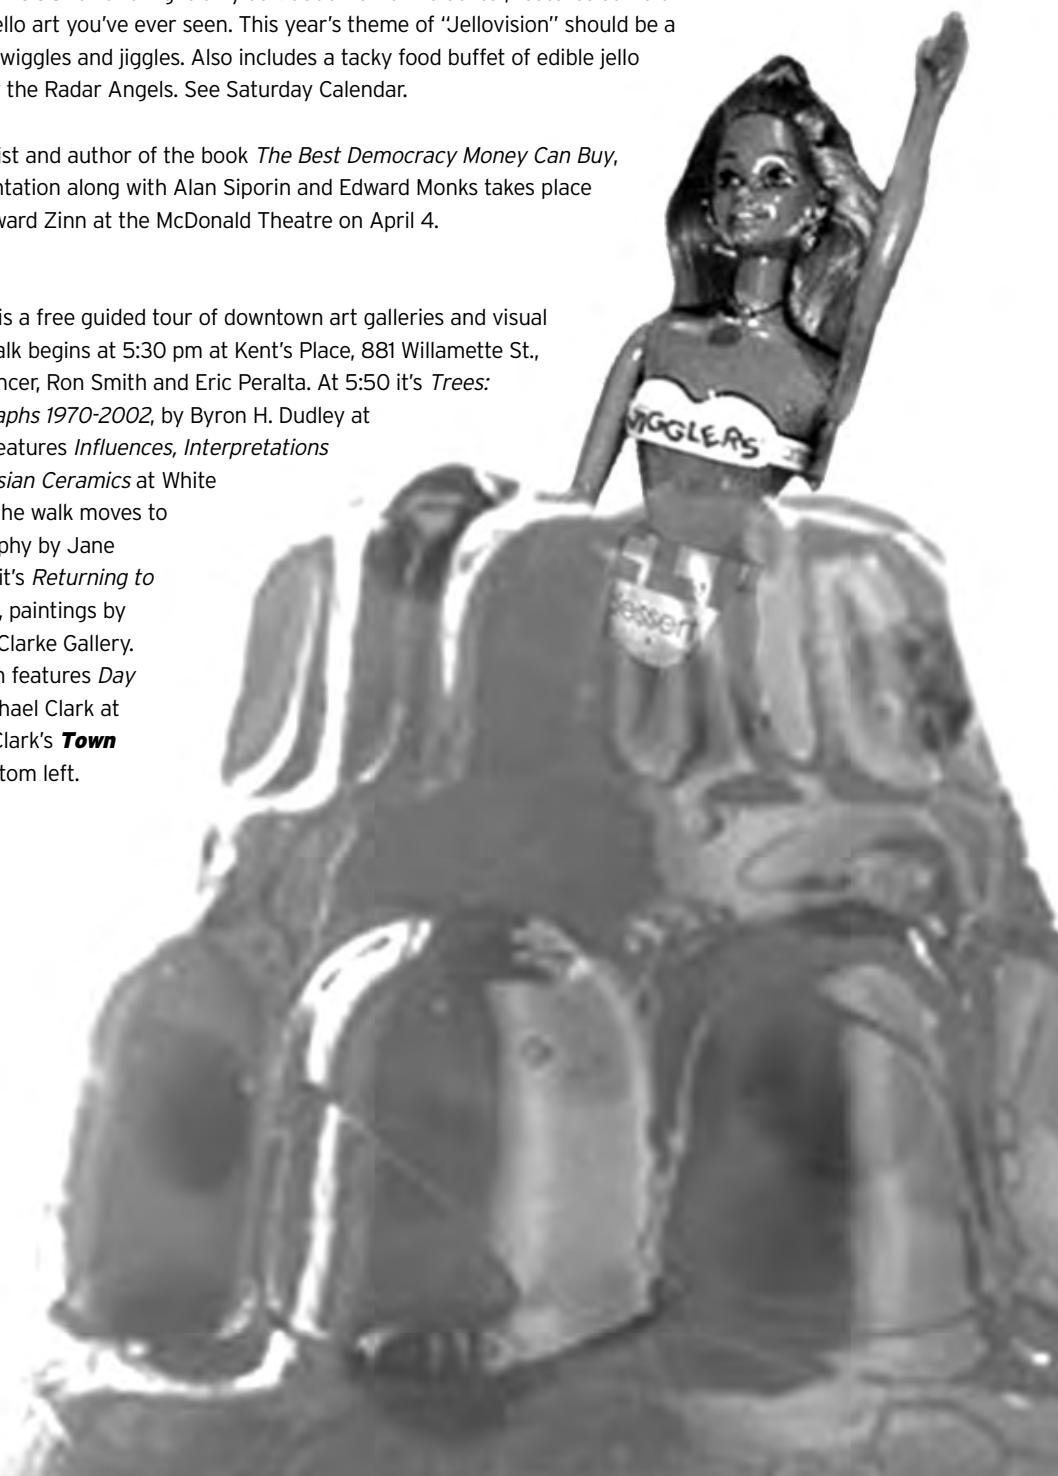 ello art you've ever seen. This year's theme of "Jellovision" should be a
wiggles and jiggles. Also includes a tacky food buffet of edible jello
the Radar Angels. See Saturday Calendar.
ist and author of the book The Best Democracy Money Can Buy,
ntation along with Alan Siporin and Edward Monks takes place
ward Zinn at the McDonald Theatre on April 4.
is a free guided tour of downtown art galleries and visual
alk begins at 5:30 pm at Kent's Place, 881 Willamette St.,
ncer, Ron Smith and Eric Peralta. At 5:50 it's Trees:
aphs 1970-2002, by Byron H. Dudley at
eatures Influences, Interpretations
sian Ceramics at White
he walk moves to
phy by Jane
it's Returning to
, paintings by
Clarke Gallery.
n features Day
hael Clark at
Clark's Town
tom left.
WIGGLERS
Dessert